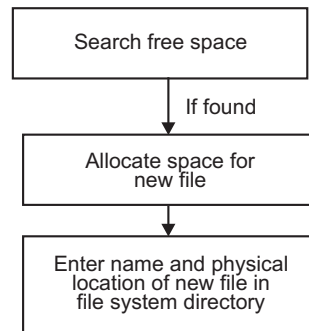 Search free space
If found
Allocate space for
new file
Enter name and physical
location of new file in
file system directory